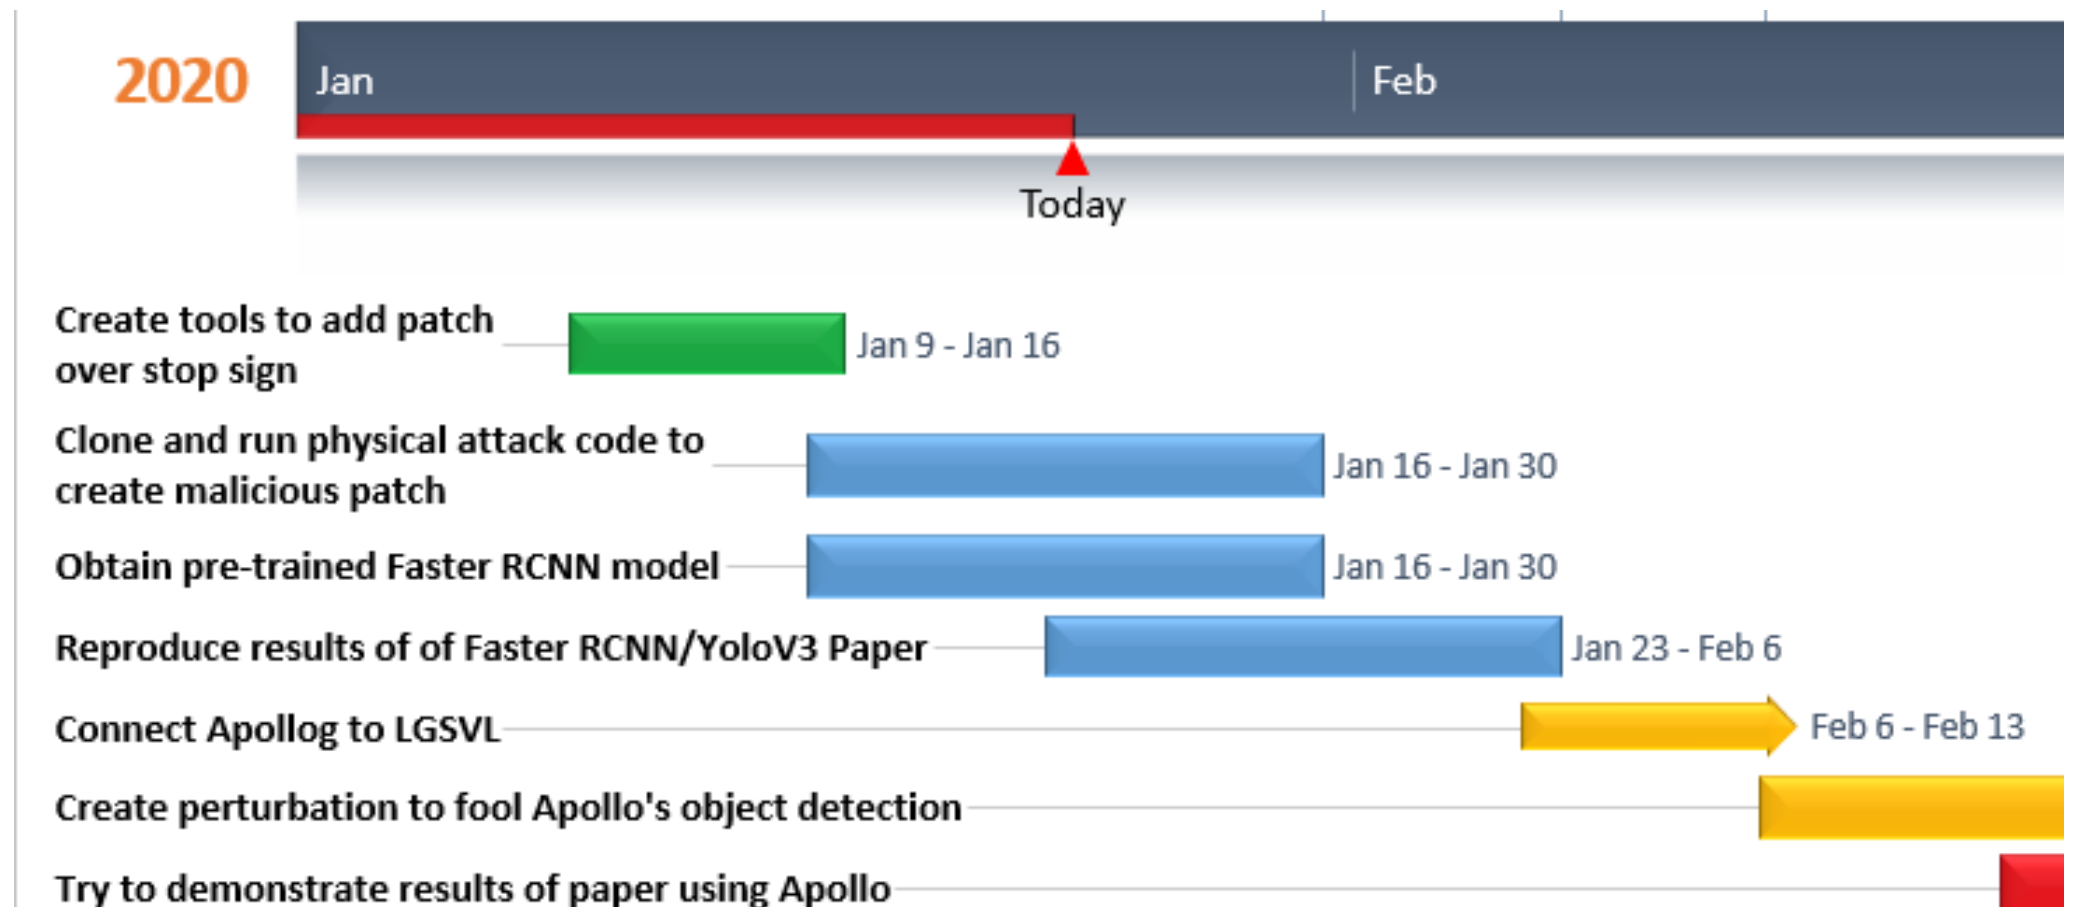 2020
Jan
Feb
Today
Create tools to add patch
over stop sign
Jan 9 - Jan 16
Clone and run physical attack code to
create malicious patch
Jan 16 - Jan 30
Obtain pre-trained Faster RCNN model
Jan 16 - Jan 30
Reproduce results of of Faster RCNN/YoloV3 Paper
Jan 23 - Feb 6
Connect Apollog to LGSVL
Feb 6 - Feb 13
Create perturbation to fool Apollo's object detection
Try to demonstrate results of paper using Apollo